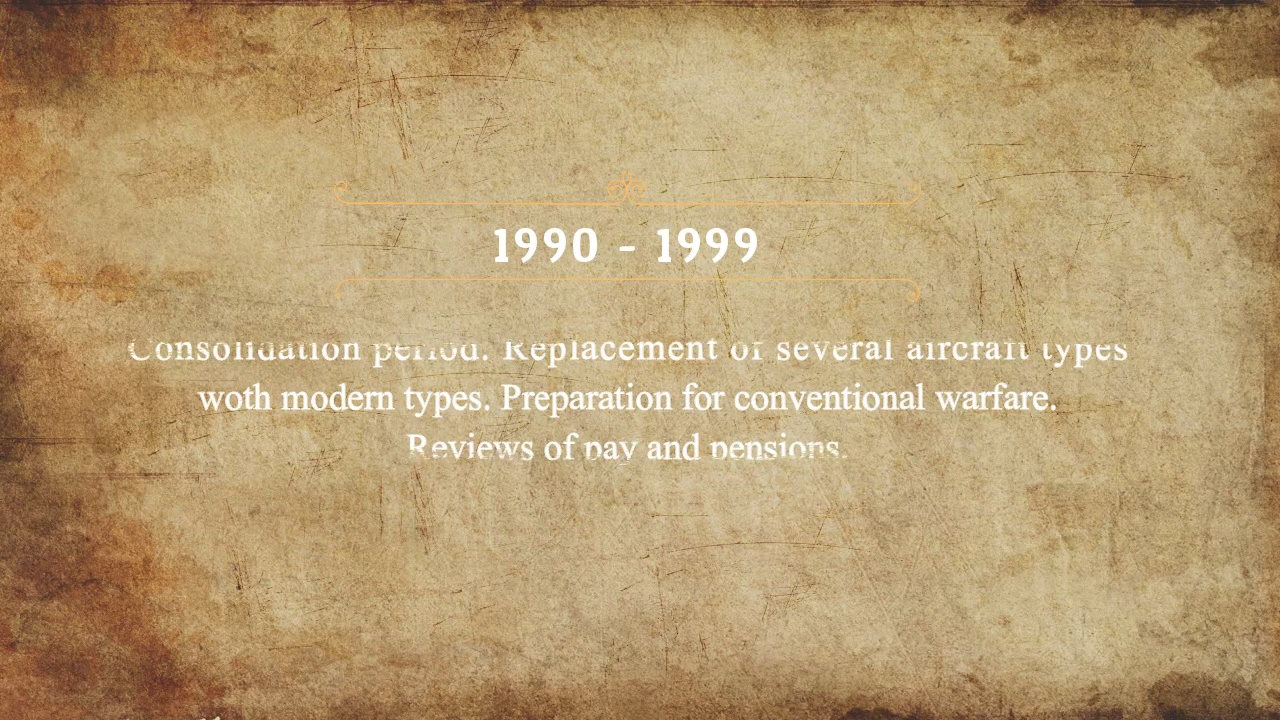 1990 - 1999
Consolidation period. Replacement of several aircraft types
woth modern types. Preparation for conventional warfare.
Reviews of pay and pensions.